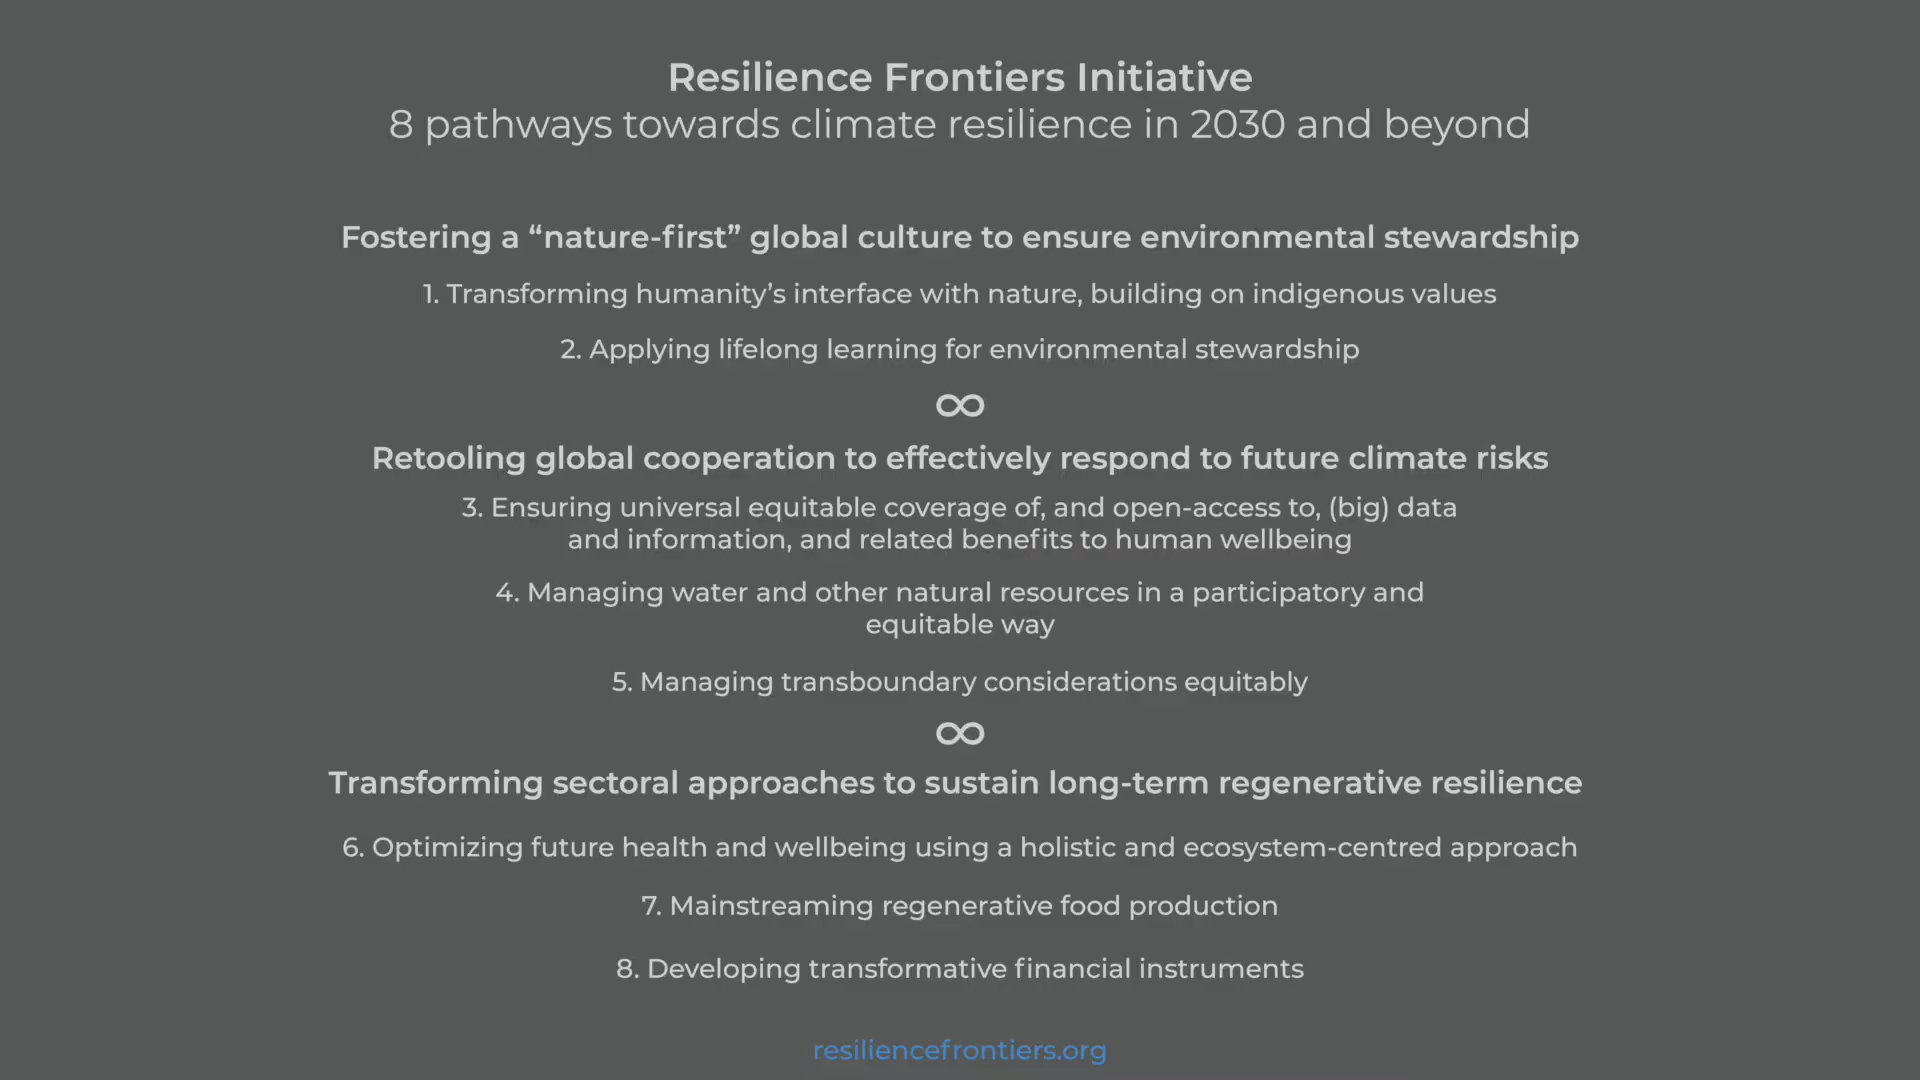 Resilience Frontiers Initiative
8 pathways towards climate resilience in 2030 and beyond
Fostering a “nature-first” global culture to ensure environmental stewardship
1. Transforming humanity’s interface with nature, building on indigenous values
2. Applying lifelong learning for environmental stewardship
∞
Retooling global cooperation to effectively respond to future climate risks
3. Ensuring universal equitable coverage of, and open-access to, (big) data
and information, and related benefits to human wellbeing
4. Managing water and other natural resources in a participatory and
equitable way
5. Managing transboundary considerations equitably
∞
Transforming sectoral approaches to sustain long-term regenerative resilience
6. Optimizing future health and wellbeing using a holistic and ecosystem-centred approach
7. Mainstreaming regenerative food production
8. Developing transformative financial instruments
resiliencefrontiers.org